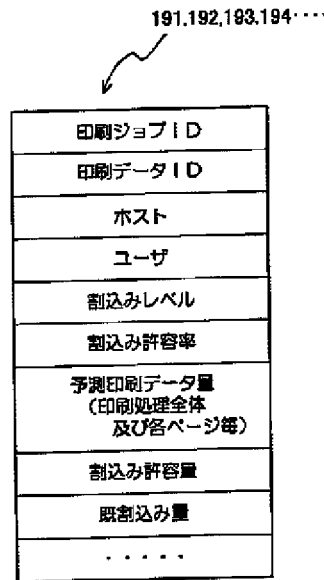 191,192,193,194‥‥
印刷ジョブID
印刷データID
ホスト
ユーザ
割込みレベル
割込み許容率
予測印刷データ量
(印刷処理全体
及び各ページ毎)
割込み許容量
既割込み量
・・・・・